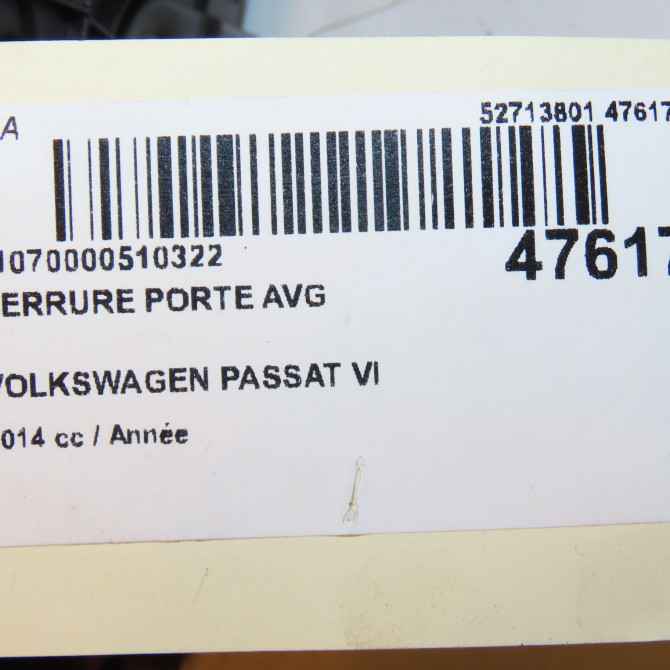 A
52713801 47617
1070000510322
47617
ERRURE PORTE AVG
VOLKSWAGEN PASSAT VI
014 cc / Année